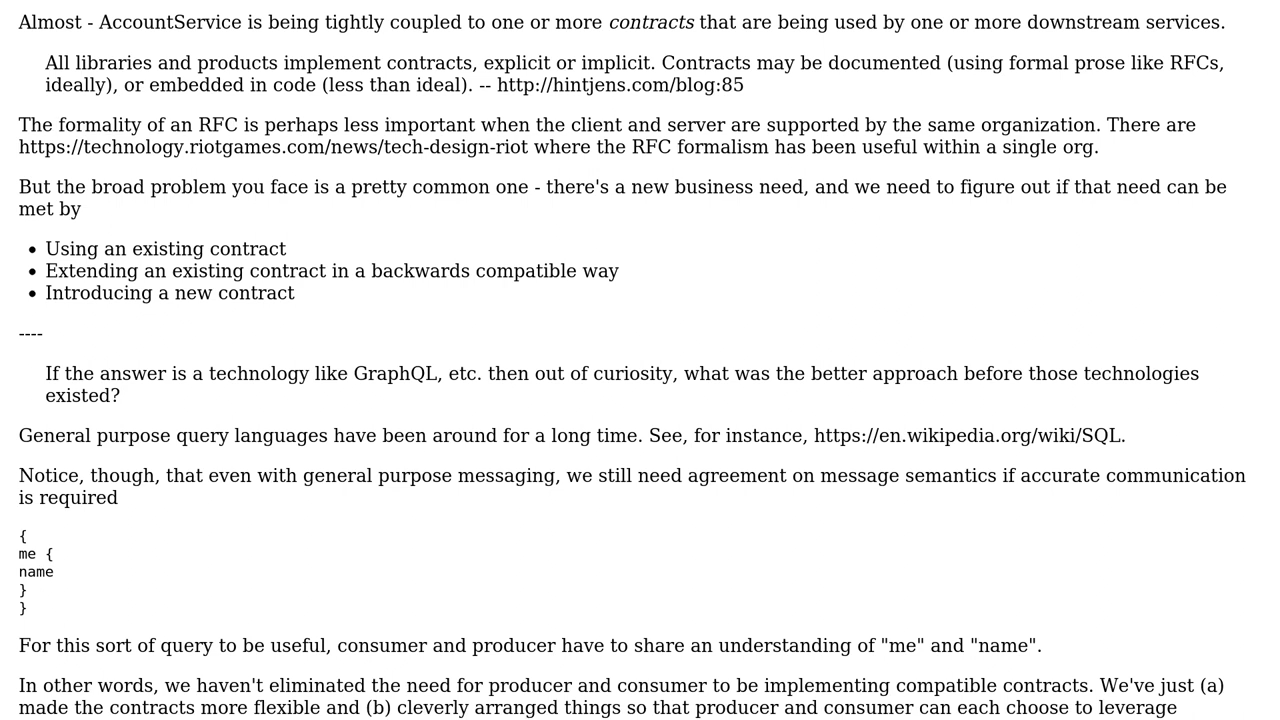 Almost - AccountService is being tightly coupled to one or more contracts that are being used by one or more downstream services.
All libraries and products implement contracts, explicit or implicit. Contracts may be documented (using formal prose like RFCs,
ideally), or embedded in code (less than ideal). -- http://hintjens.com/blog:85
The formality of an RFC is perhaps less important when the client and server are supported by the same organization. There are
https://technology.riotgames.com/news/tech-design-riot where the RFC formalism has been useful within a single org.
But the broad problem you face is a pretty common one - there's a new business need, and we need to figure out if that need can be
met by
• Using an existing contract
• Extending an existing contract in a backwards compatible way
• Introducing a new contract
----
If the answer is a technology like GraphQL, etc. then out of curiosity, what was the better approach before those technologies
existed?
General purpose query languages have been around for a long time. See, for instance, https://en.wikipedia.org/wiki/SQL.
Notice, though, that even with general purpose messaging, we still need agreement on message semantics if accurate communication
is required
{
me {
name
}
}
For this sort of query to be useful, consumer and producer have to share an understanding of "me" and "name".
In other words, we haven't eliminated the need for producer and consumer to be implementing compatible contracts. We've just (a)
made the contracts more flexible and (b) cleverly arranged things so that producer and consumer can each choose to leverage